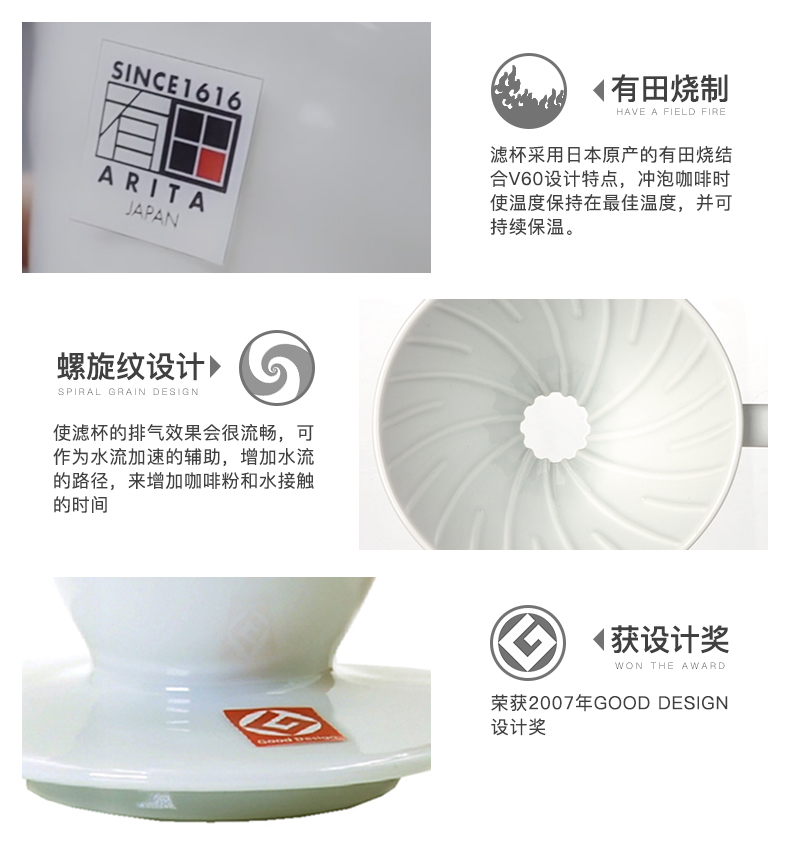 SINCE1616
有田
ARITA
JAPAN
有田烧制
HAVE A FIELD FIRE
滤杯采用日本原产的有田烧结
合V60设计特点，冲泡咖啡时
使温度保持在最佳温度，并可
持续保温。
螺旋纹设计
SPIRAL GRAIN DESIGN
使滤杯的排气效果会很流畅，可
作为水流加速的辅助，增加水流
的路径，来增加咖啡粉和水接触
的时间
Good Design
获设计奖
WON THE AWARD
荣获2007年GOOD DESIGN
设计奖